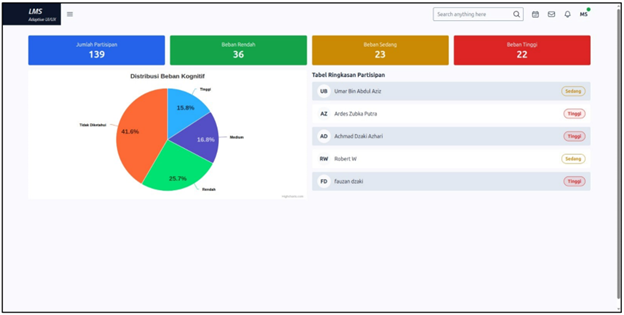 LMS
Adaptive UI/UX
Search anything here
MS
Jumlah Partisipan
139
Beban Rendah
36
Beban Sedang
23
Beban Tinggi
22
Distribusi Beban Kognitif
Tinggi
15.8%
Medium
16.8%
Rendah
25.7%
Tidak Diketahui
41.6%
Tabel Ringkasan Partisipan
UB Umar Bin Abdul Aziz Sedang
AZ Ardes Zubka Putra Tinggi
AD Achmad Dzaki Azhari Tinggi
RW Robert W Sedang
FD fauzan dzaki Tinggi